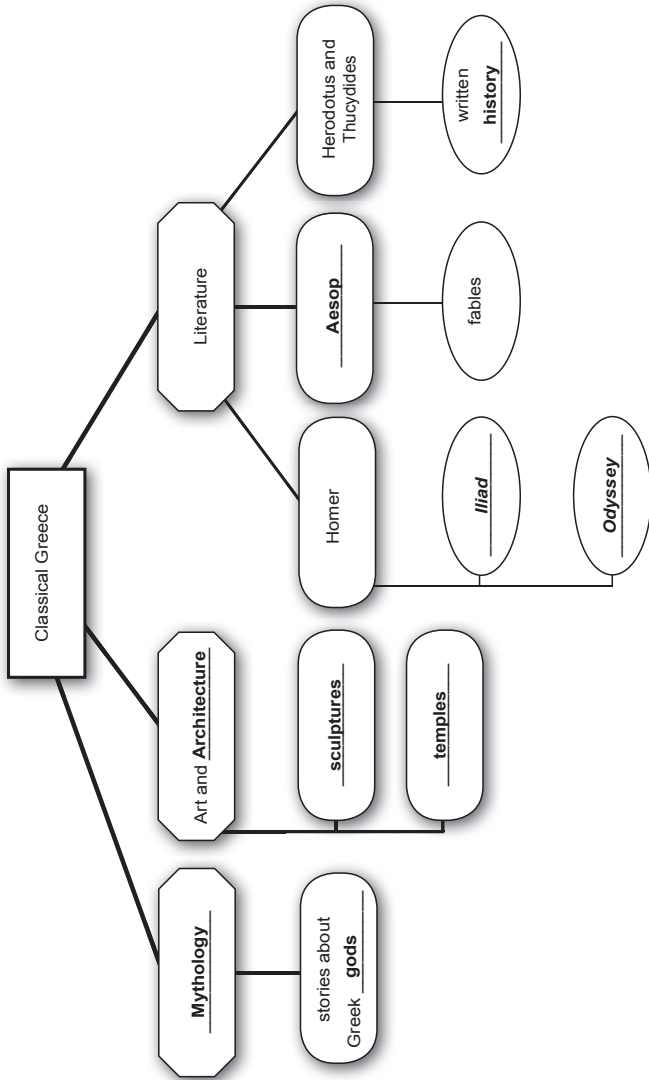 Classical Greece
Mythology
Art and Architecture
Literature
stories about
Greek gods
sculptures
temples
Homer
Aesop
Herodotus and
Thucydides
Iliad
Odyssey
fables
written
history